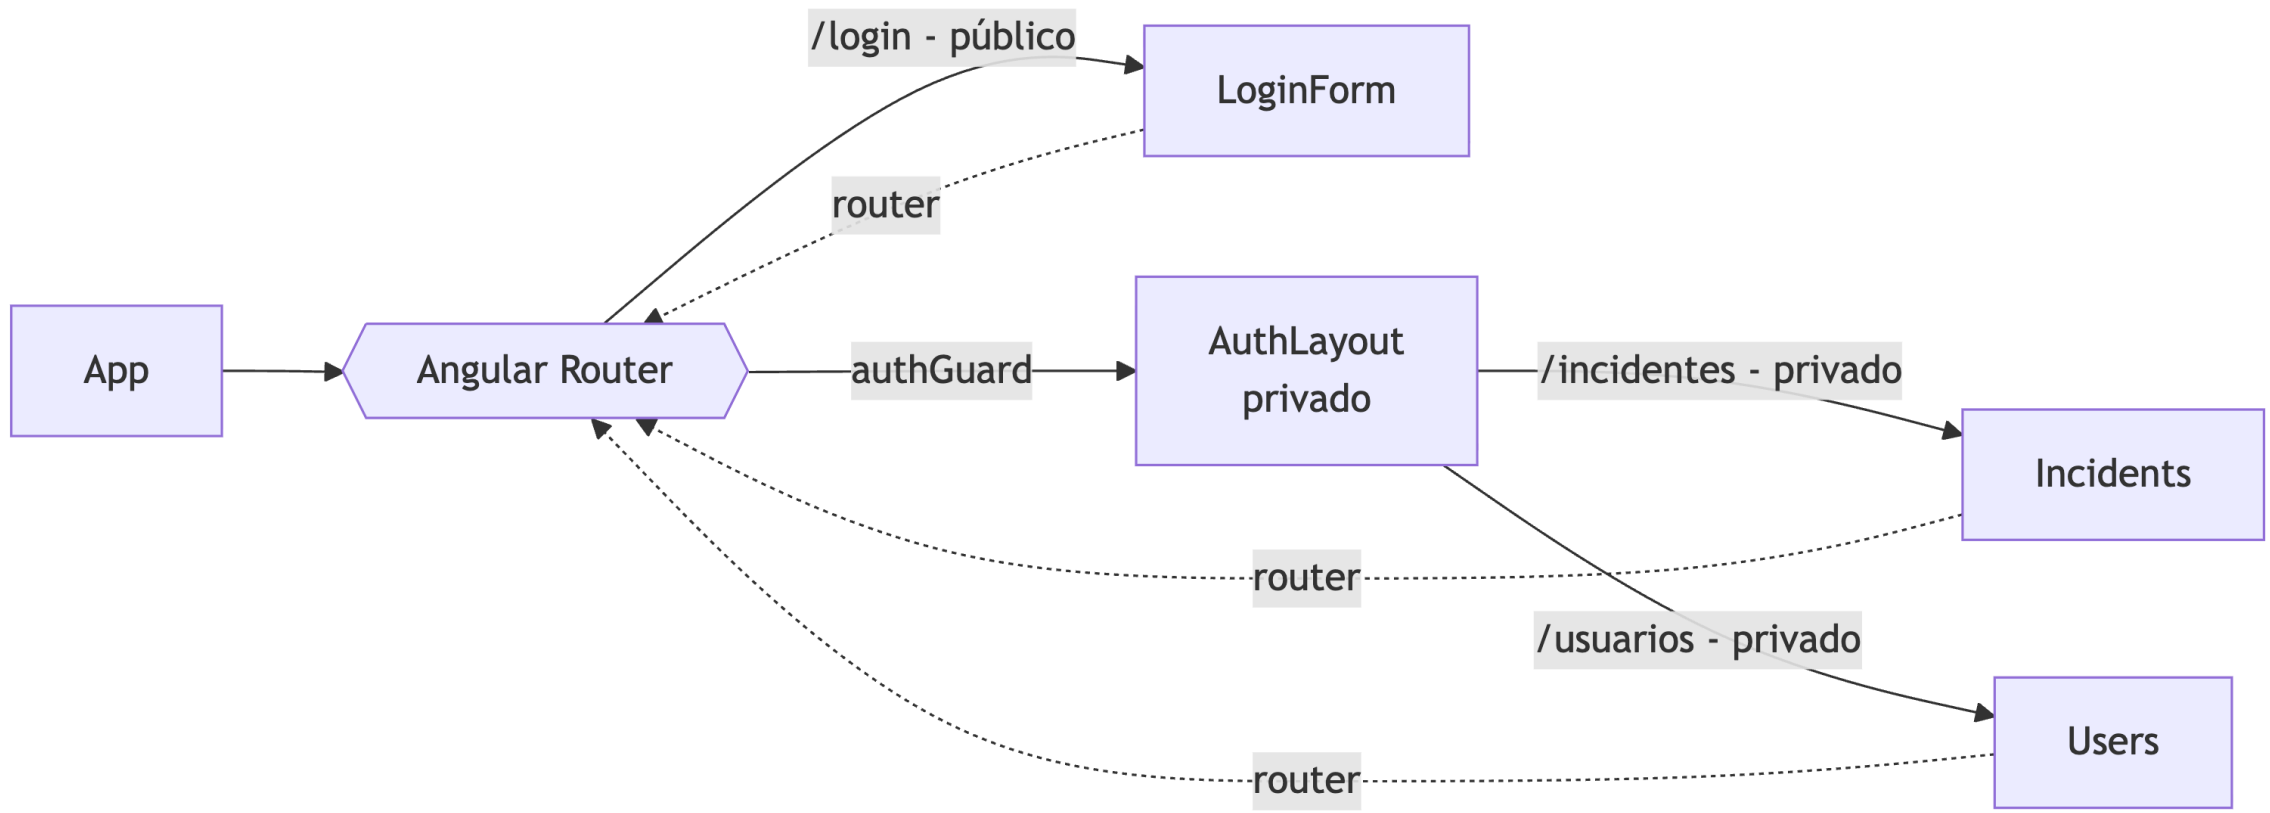 /login - público
LoginForm
router
App
Angular Router
authGuard
AuthLayout
privado
/incidentes - privado
Incidents
router
/usuarios - privado
Users
router